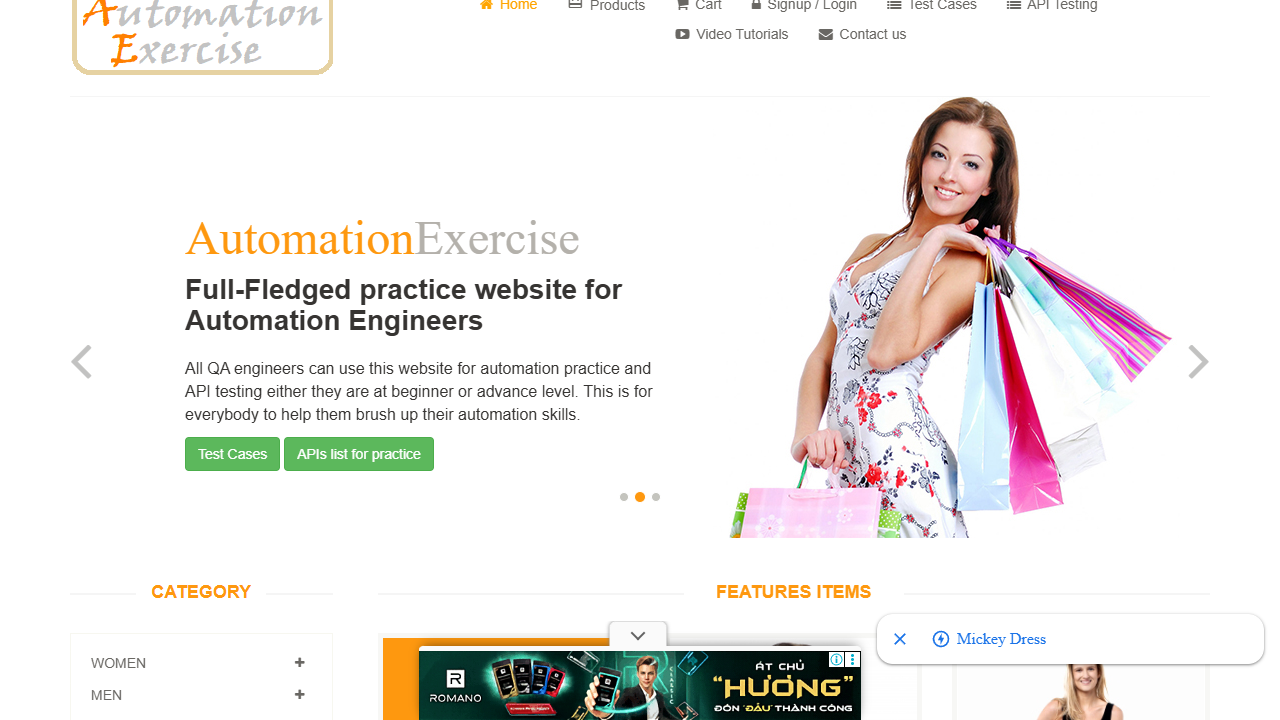 Automation
Exercise
Home
Products
Cart
Signup / Login
Test Cases
API Testing
Video Tutorials
Contact us
AutomationExercise
Full-Fledged practice website for
Automation Engineers
All QA engineers can use this website for automation practice and
API testing either they are at beginner or advance level. This is for
everybody to help them brush up their automation skills.
Test Cases
APIs list for practice
CATEGORY
FEATURES ITEMS
Mickey Dress
WOMEN
MEN
R
ROMANO
CLASSIC
ÁT CHỦ
“HƯƠNG”
ĐÓN ĐẦU THÀNH CÔNG